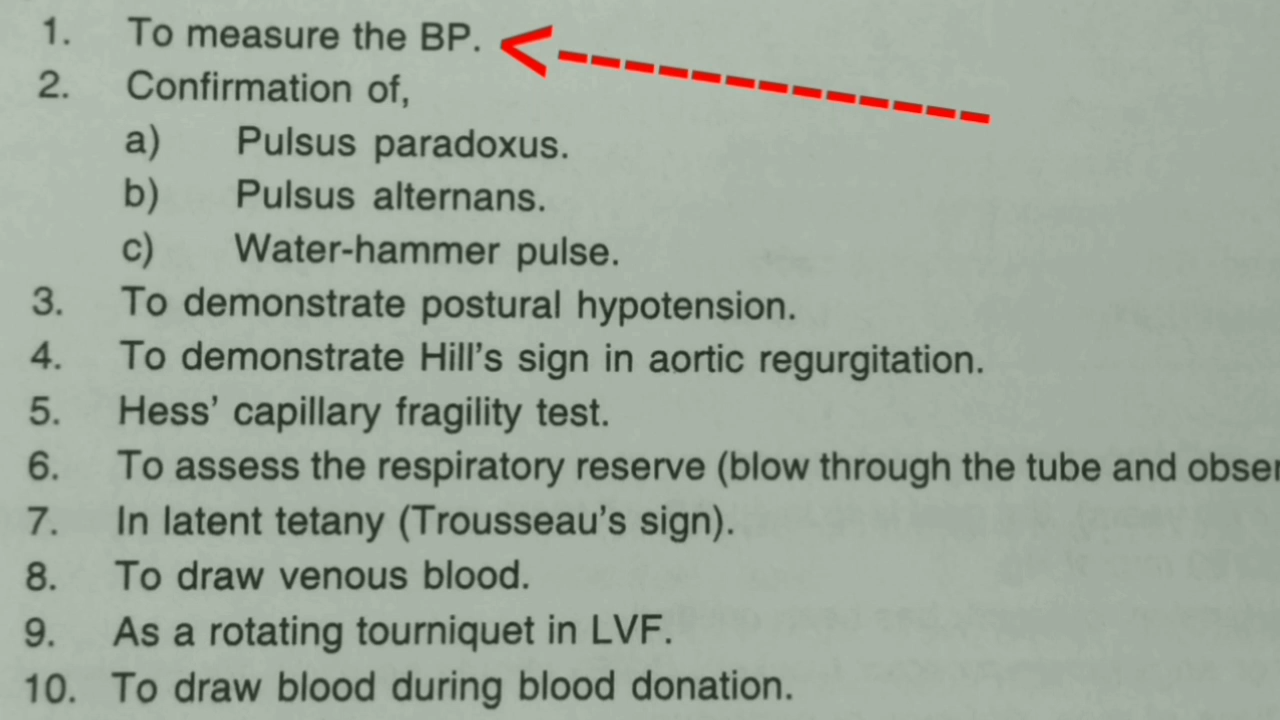 1. To measure the BP.
2. Confirmation of,
a) Pulsus paradoxus.
b) Pulsus alternans.
c) Water-hammer pulse.
3. To demonstrate postural hypotension.
4. To demonstrate Hill's sign in aortic regurgitation.
5. Hess' capillary fragility test.
6. To assess the respiratory reserve (blow through the tube and obser
7. In latent tetany (Trousseau's sign).
8. To draw venous blood.
9. As a rotating tourniquet in LVF.
10. To draw blood during blood donation.